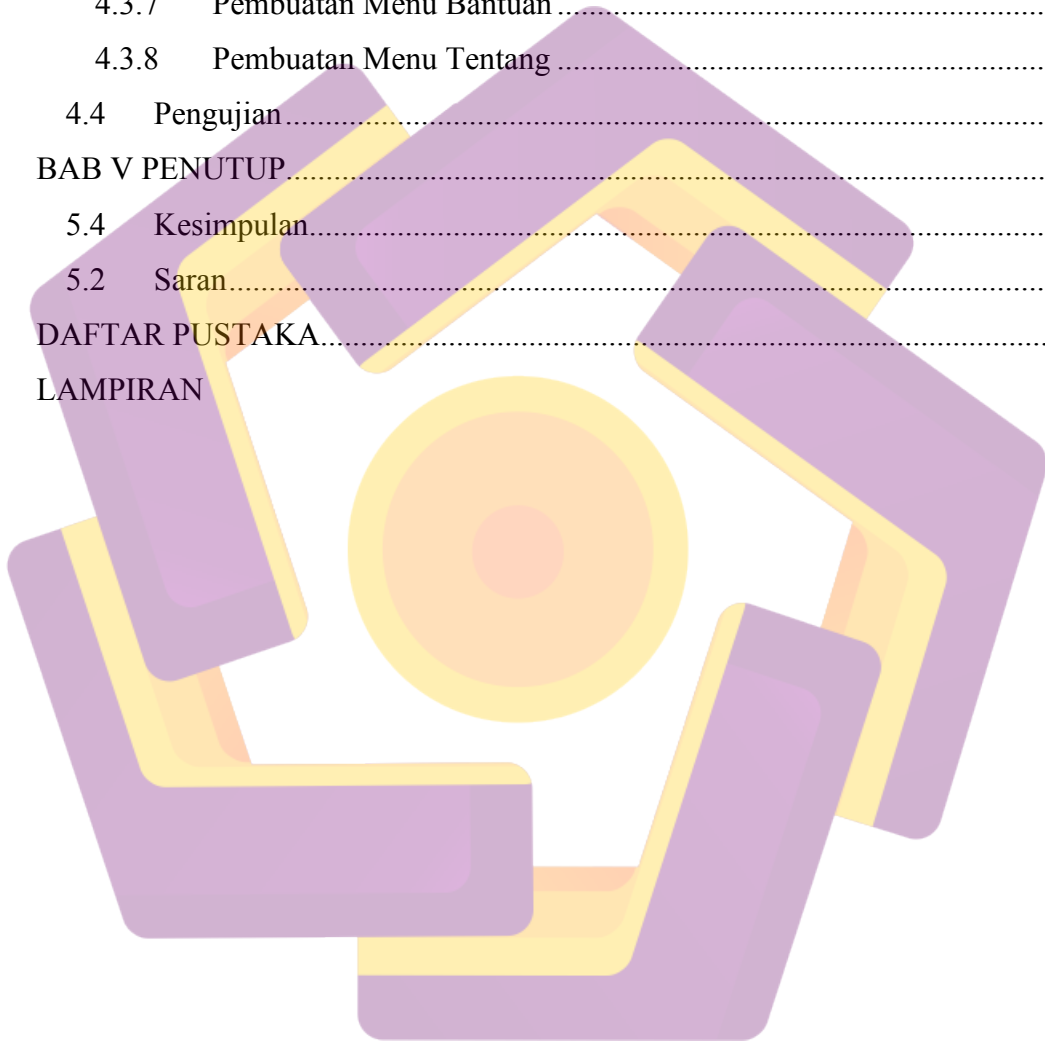 4.3.7 Pembuatan Menu Bantuan......................................................
4.3.8 Pembuatan Menu Tentang......................................................
4.4 Pengujian......................................................
BAB V PENUTUP......................................................
5.4 Kesimpulan......................................................
5.2 Saran......................................................
DAFTAR PUSTAKA......................................................
LAMPIRAN